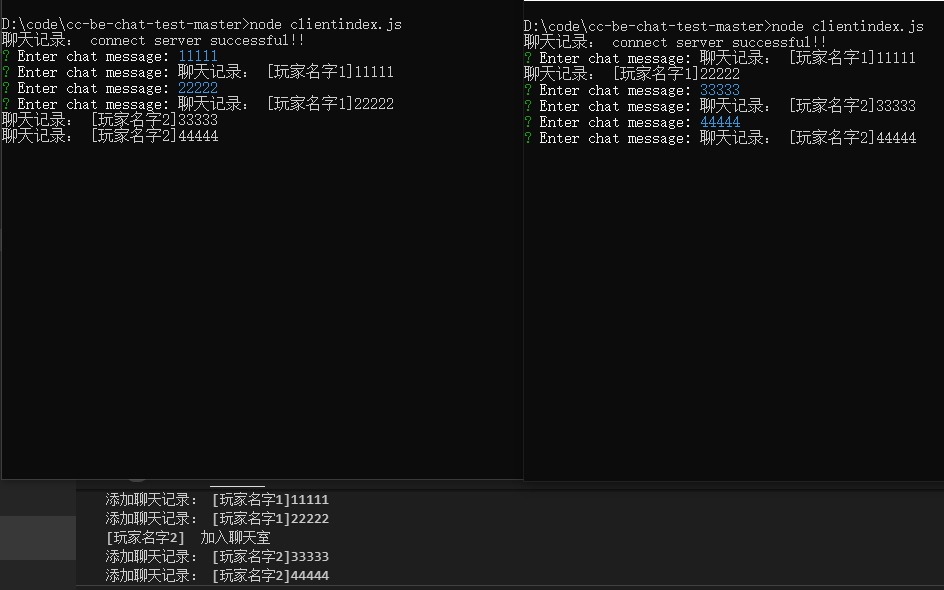 D:\code\cc-be-chat-test-master>node clientindex.js
聊天记录： connect server successful!!
? Enter chat message: 11111
? Enter chat message: 聊天记录： [玩家名字1]11111
? Enter chat message: 22222
? Enter chat message: 聊天记录： [玩家名字1]22222
聊天记录： [玩家名字2]33333
聊天记录： [玩家名字2]44444
D:\code\cc-be-chat-test-master>node clientindex.js
聊天记录： connect server successful!!
? Enter chat message: 聊天记录： [玩家名字1]11111
聊天记录： [玩家名字1]22222
? Enter chat message: 33333
? Enter chat message: 聊天记录： [玩家名字2]33333
? Enter chat message: 44444
? Enter chat message: 聊天记录： [玩家名字2]44444
添加聊天记录： [玩家名字1]11111
添加聊天记录： [玩家名字1]22222
[玩家名字2] 加入聊天室
添加聊天记录： [玩家名字2]33333
添加聊天记录： [玩家名字2]44444